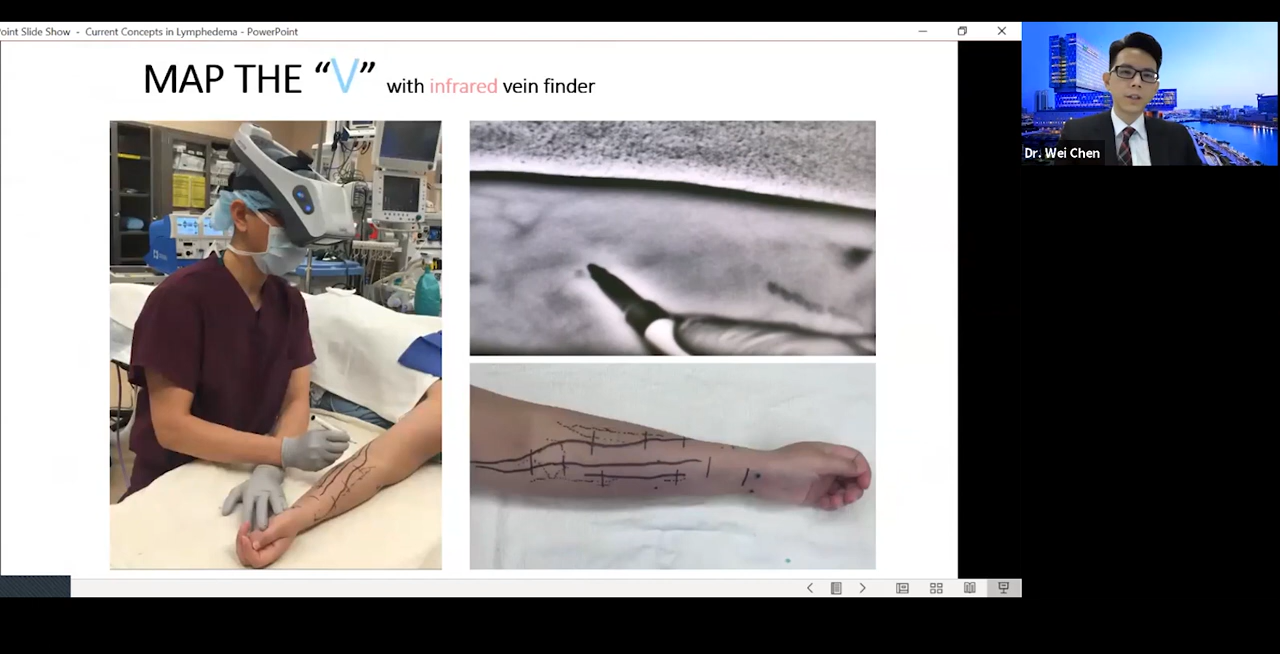 oint Slide Show - Current Concepts in Lymphedema - PowerPoint
MAP THE “V” with infrared vein finder
Dr. Wei Chen